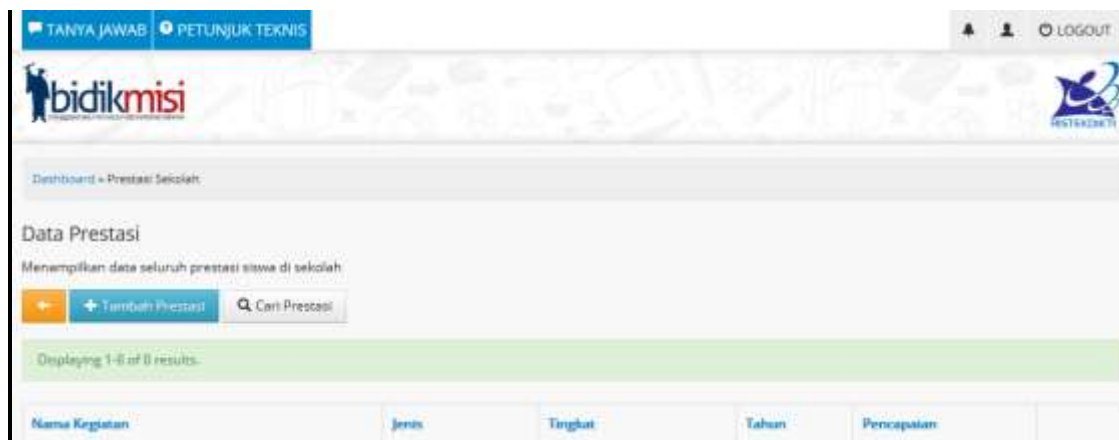 TANYA JAWAB PETUNJUK TEKNIS LOGOUT
bidikmisi
RISTEKDIKTI
Dashboard » Prestasi Sekolah
Data Prestasi
Menampilkan data seluruh prestasi siswa di sekolah
Tambah Prestasi Cari Prestasi
Displaying 1-8 of 8 results.
Nama Kegiatan Jenis Tingkat Tahun Pencapaian